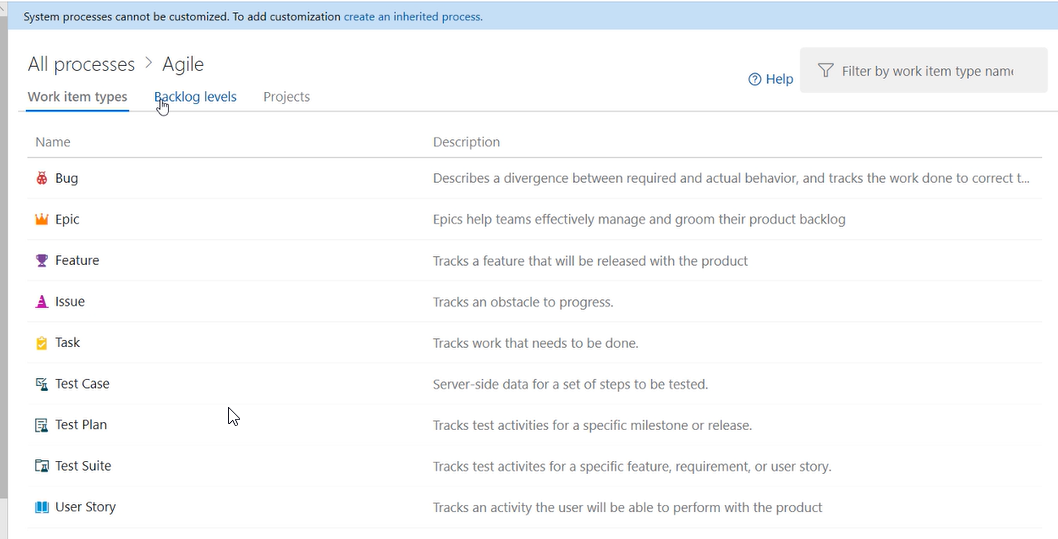 System processes cannot be customized. To add customization create an inherited process.
All processes > Agile
Help
Filter by work item type name
Work item types Backlog levels Projects
Name Description
Bug Describes a divergence between required and actual behavior, and tracks the work done to correct t...
Epic Epics help teams effectively manage and groom their product backlog
Feature Tracks a feature that will be released with the product
Issue Tracks an obstacle to progress.
Task Tracks work that needs to be done.
Test Case Server-side data for a set of steps to be tested.
Test Plan Tracks test activities for a specific milestone or release.
Test Suite Tracks test activites for a specific feature, requirement, or user story.
User Story Tracks an activity the user will be able to perform with the product